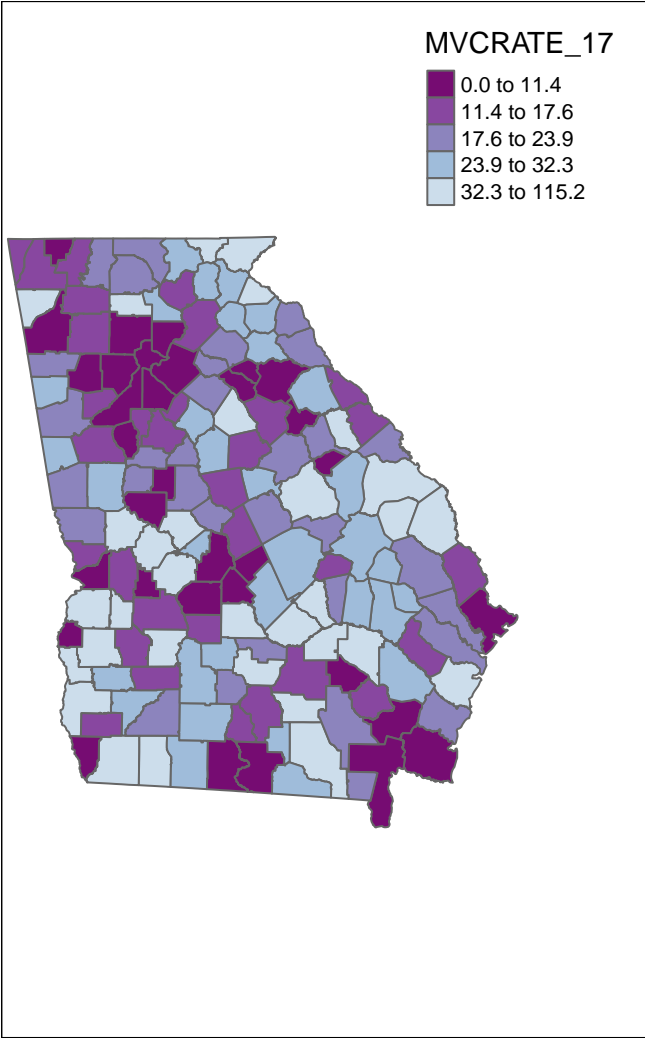 MVCRATE_17
0.0 to 11.4
11.4 to 17.6
17.6 to 23.9
23.9 to 32.3
32.3 to 115.2